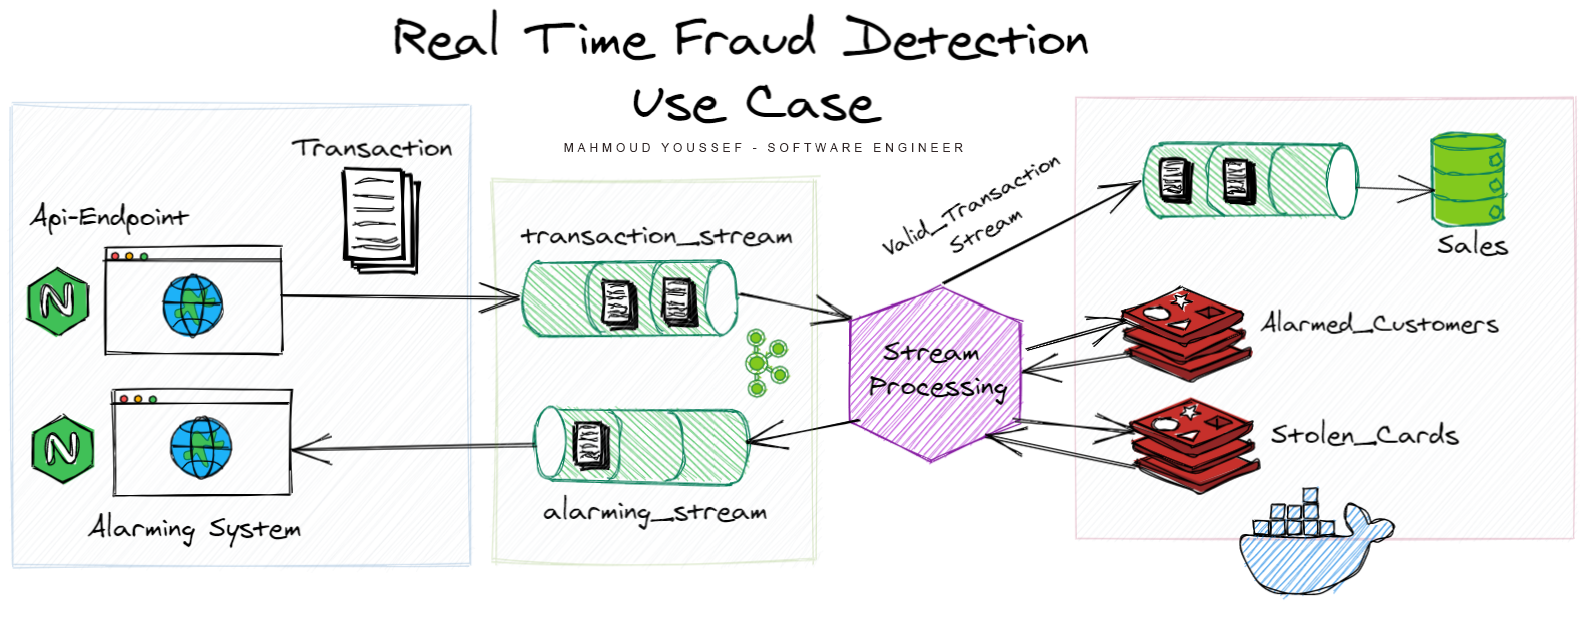 Real Time Fraud Detection
Use Case
MAHMOUD YOUSSEF - SOFTWARE ENGINEER
Transaction
Api-Endpoint
N
N
Alarming System
transaction_stream
alarming_stream
Stream
Processing
Valid_Transaction
Stream
Sales
Alarmed_Customers
Stolen_Cards